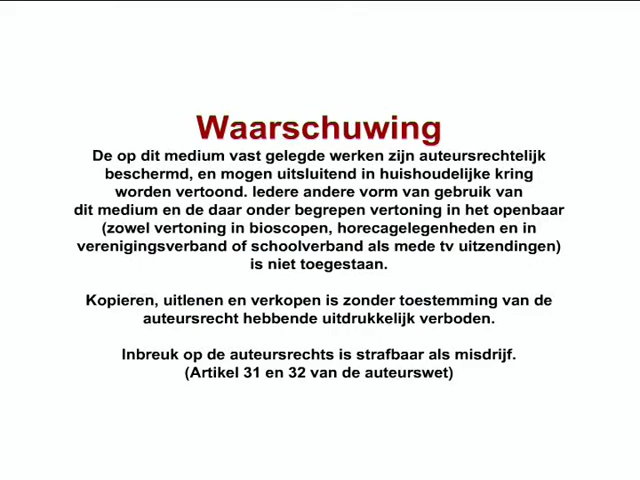 Waarschuwing
De op dit medium vast gelegde werken zijn auteursrechtelijk
beschermd, en mogen uitsluitend in huishoudelijke kring
worden vertoond. Iedere andere vorm van gebruik van
dit medium en de daar onder begrepen vertoning in het openbaar
(zowel vertoning in bioscopen, horecagelegenheden en in
verenigingsverband of schoolverband als mede tv uitzendingen)
is niet toegestaan.
Kopieren, uitlenen en verkopen is zonder toestemming van de
auteursrecht hebbende uitdrukkelijk verboden.
Inbreuk op de auteursrechts is strafbaar als misdrijf.
(Artikel 31 en 32 van de auteurswet)